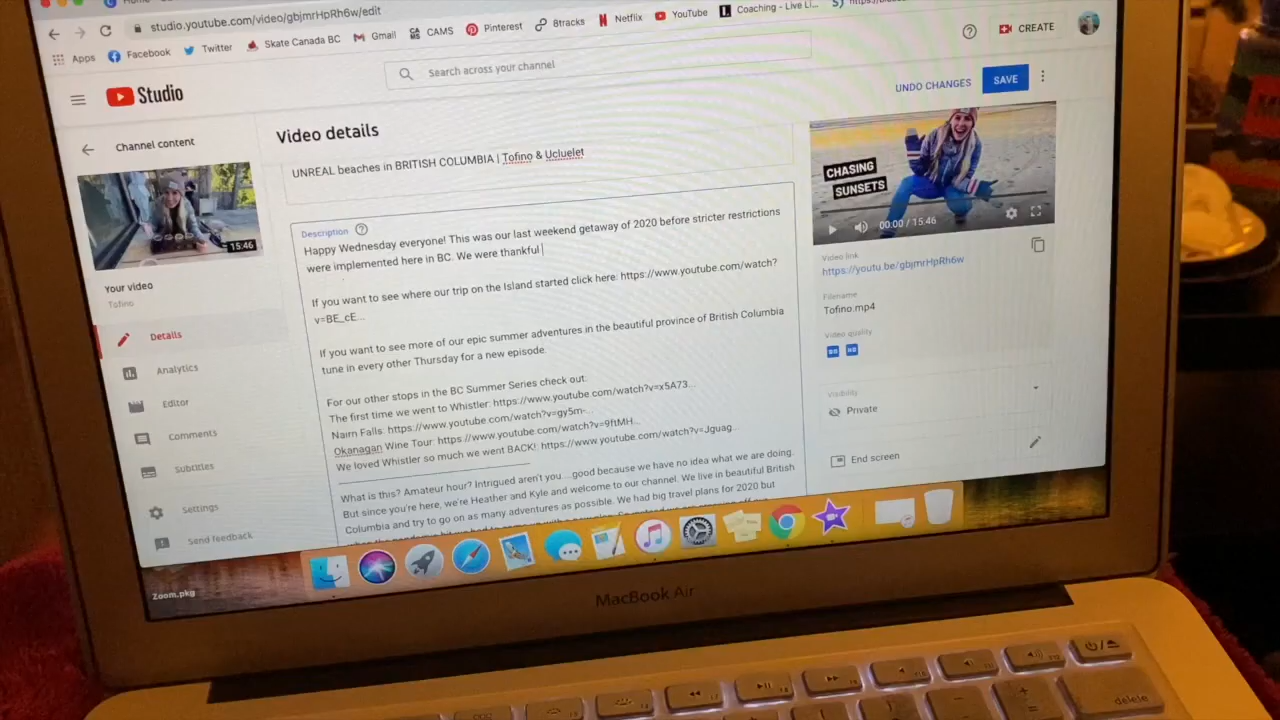 Home
studio.youtube.com/video/gbjmrHpRh6w/edit
Apps Facebook Twitter Skate Canada BC Gmail CAMS Pinterest 8tracks Netflix YouTube Coaching - Live Li...
Studio
Search across your channel
CREATE
Channel content
Video details
UNDO CHANGES
SAVE
UNREAL beaches in BRITISH COLUMBIA | Tofino & Ucluelet
CHASING
SUNSETS
00:00 / 15:46
15:46
Description
Happy Wednesday everyone! This was our last weekend getaway of 2020 before stricter restrictions
were implemented here in BC. We were thankful
If you want to see where our trip on the Island started click here: https://www.youtube.com/watch?
v=BE_cE...
If you want to see more of our epic summer adventures in the beautiful province of British Columbia
tune in every other Thursday for a new episode.
For our other stops in the BC Summer Series check out:
The first time we went to Whistler: https://www.youtube.com/watch?v=x5A73...
Nairn Falls: https://www.youtube.com/watch?v=gy5m-...
Okanagan Wine Tour: https://www.youtube.com/watch?v=9ftMH...
We loved Whistler so much we went BACK!: https://www.youtube.com/watch?v=Jguag...
What is this? Amateur hour? Intrigued aren't you....good because we have no idea what we are doing.
But since you're here, we're Heather and Kyle and welcome to our channel. We live in beautiful British
Columbia and try to go on as many adventures as possible. We had big travel plans for 2020 but
Your video
Tofino
Details
Analytics
Editor
Comments
Subtitles
Settings
Send feedback
Video link
https://youtu.be/gbjmrHpRh6w
Filename
Tofino.mp4
Video quality
SD HD
Visibility
Private
End screen
Zoom.pkg
MacBook Air
delete